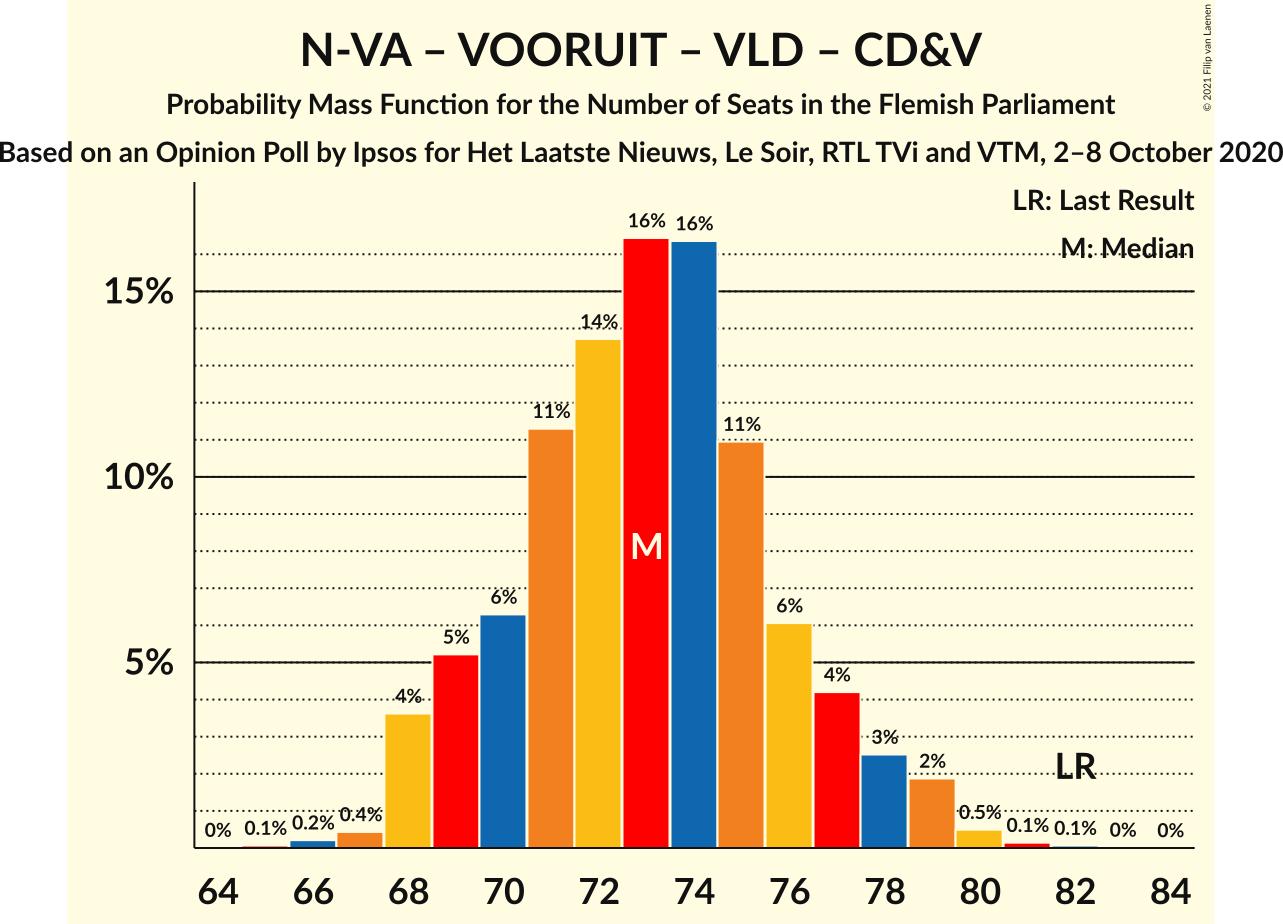 N-VA – VOORUIT – VLD – CD&V
Probability Mass Function for the Number of Seats in the Flemish Parliament
Based on an Opinion Poll by Ipsos for Het Laatste Nieuws, Le Soir, RTL TVi and VTM, 2–8 October 2020
© 2021 Filip van Laenen
LR: Last Result
M: Median
15%
10%
5%
0% 0.1% 0.2% 0.4% 4% 5% 6% 11% 14% 16% 16% 11% 6% 4% 3% 2% 0.5% 0.1% 0.1% 0% 0%
M
LR
64 66 68 70 72 74 76 78 80 82 84